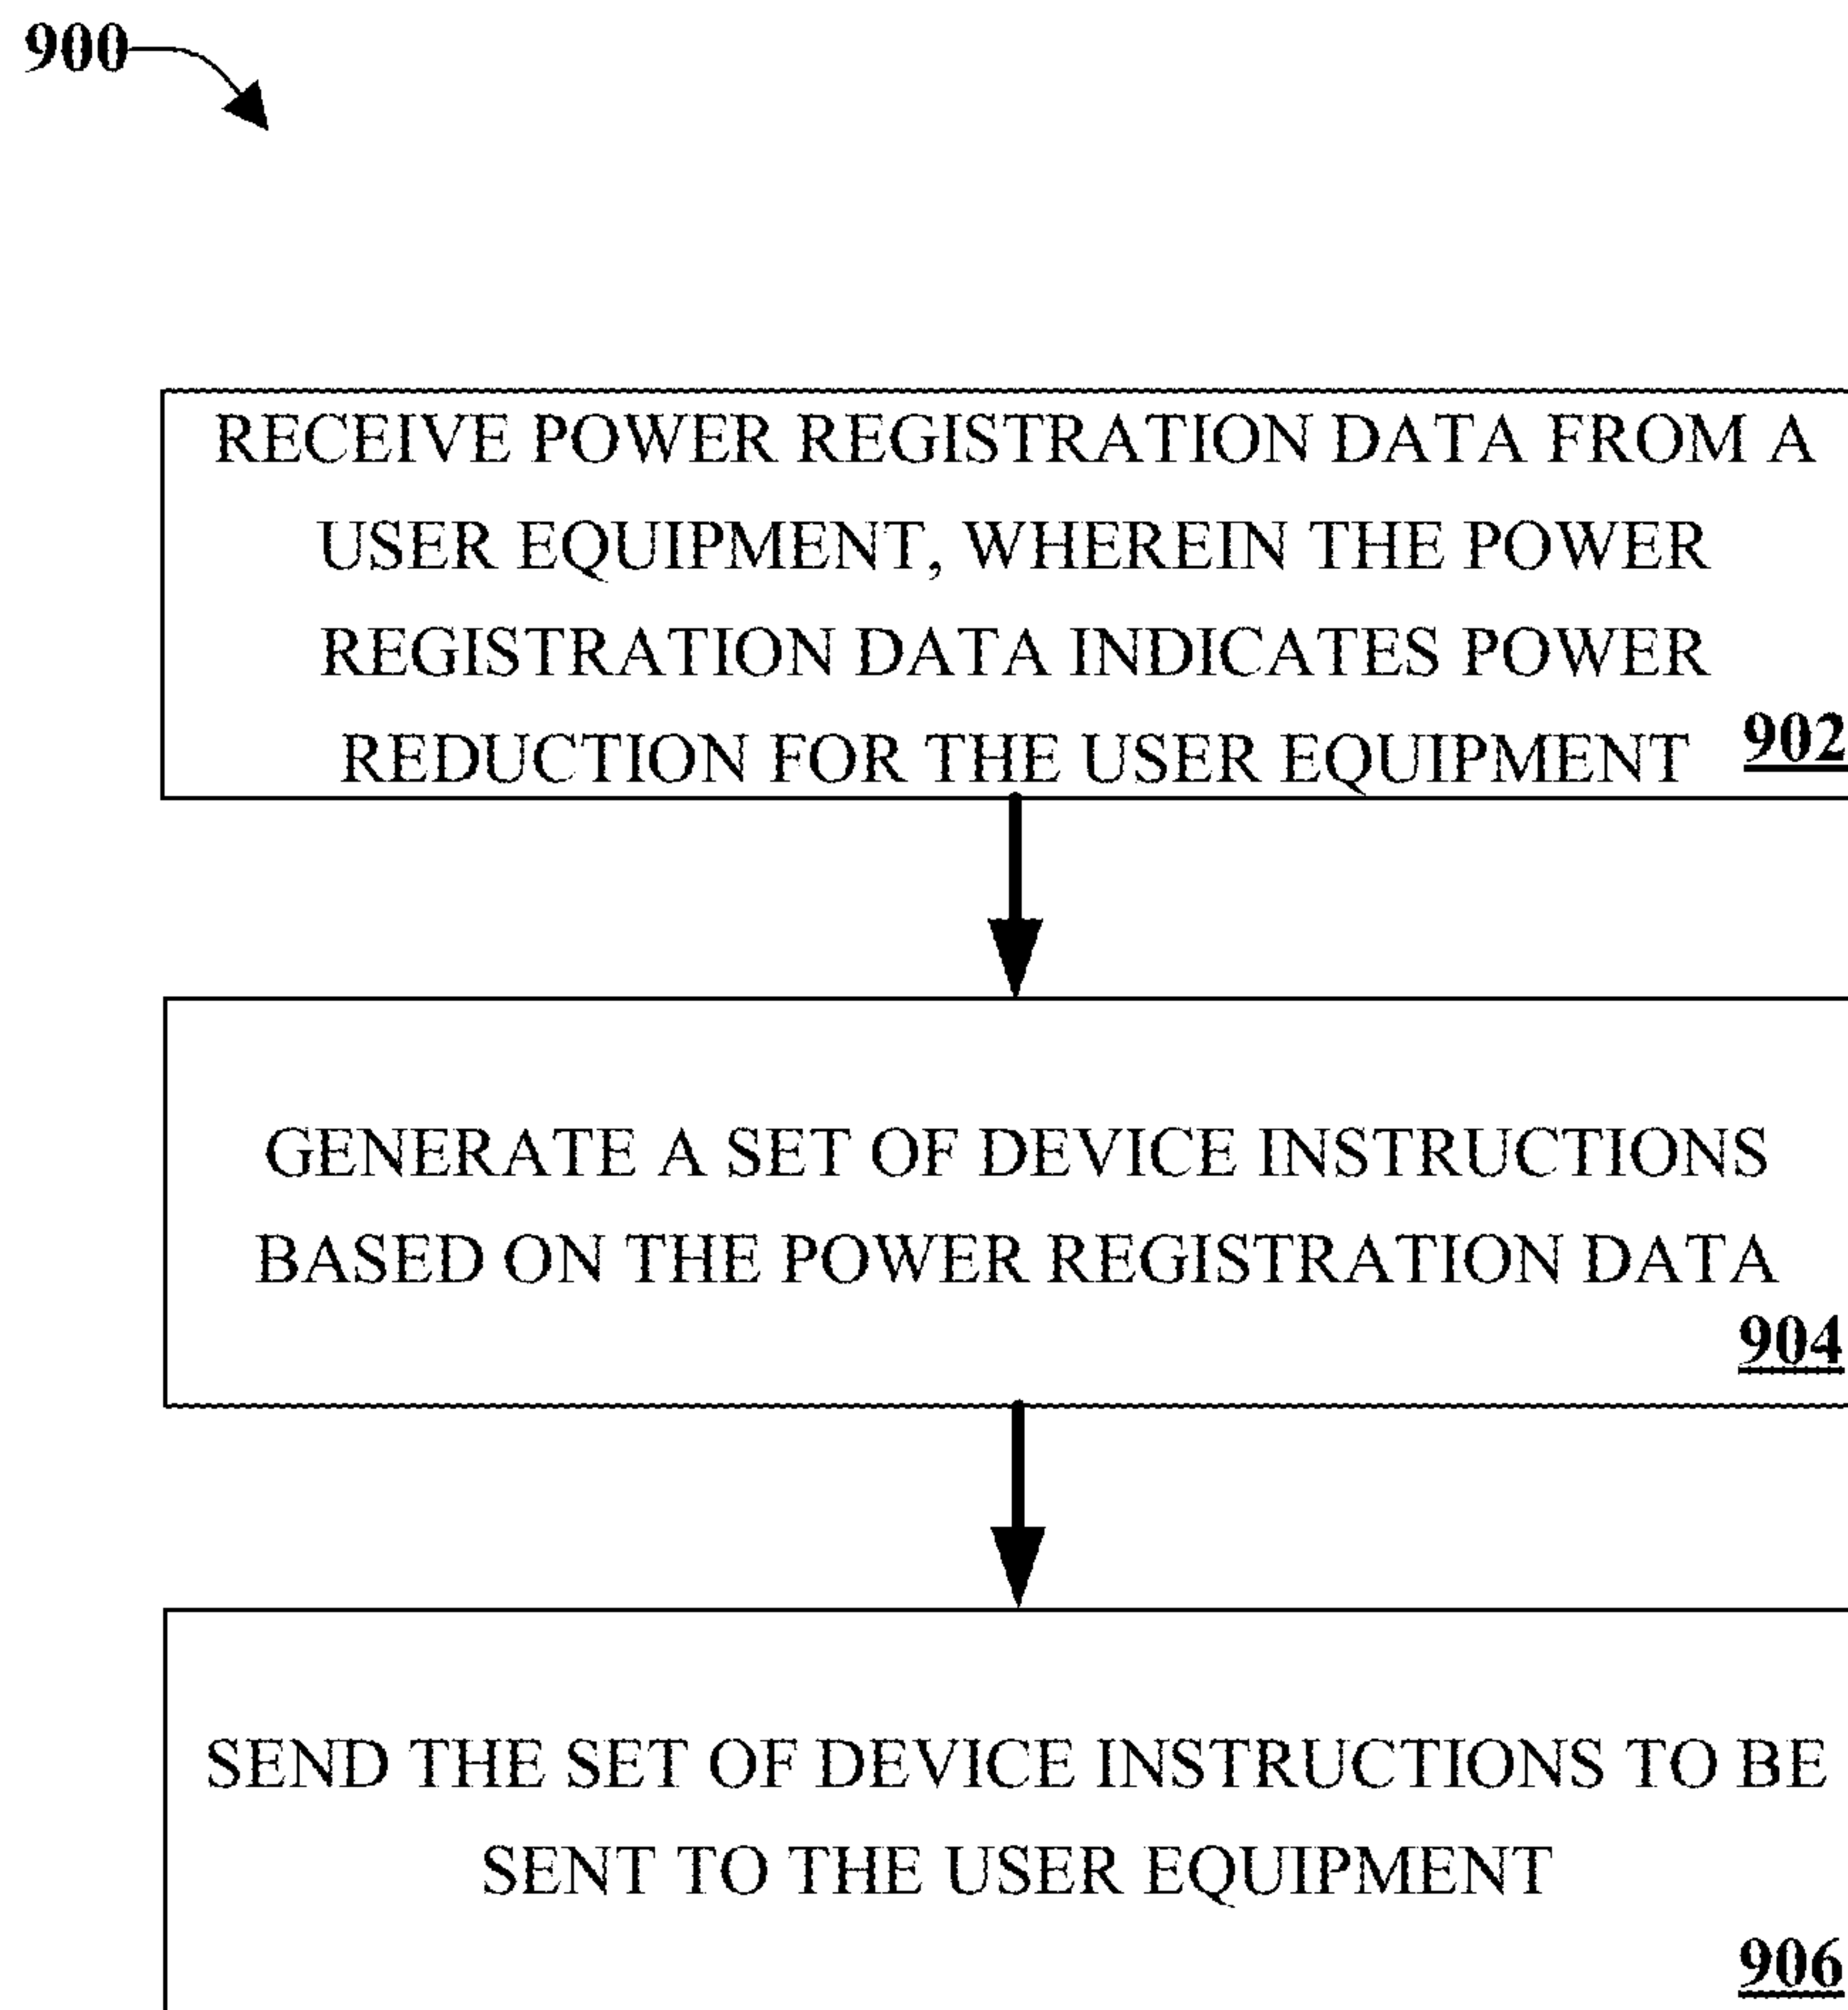 900
RECEIVE POWER REGISTRATION DATA FROM A
USER EQUIPMENT, WHEREIN THE POWER
REGISTRATION DATA INDICATES POWER
REDUCTION FOR THE USER EQUIPMENT
902
GENERATE A SET OF DEVICE INSTRUCTIONS
BASED ON THE POWER REGISTRATION DATA
904
SEND THE SET OF DEVICE INSTRUCTIONS TO BE
SENT TO THE USER EQUIPMENT
906